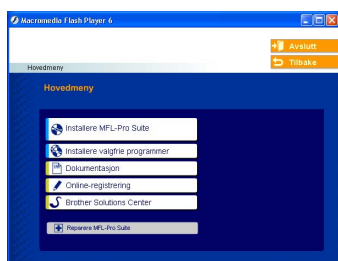 Macromedia Flash Player 6
Avslutt
Tilbake
Hovedmeny
Hovedmeny
Installere MFL-Pro Suite
Installere valgfrie programmer
Dokumentasjon
Online-registrering
Brother Solutions Center
Reparere MFL-Pro Suite